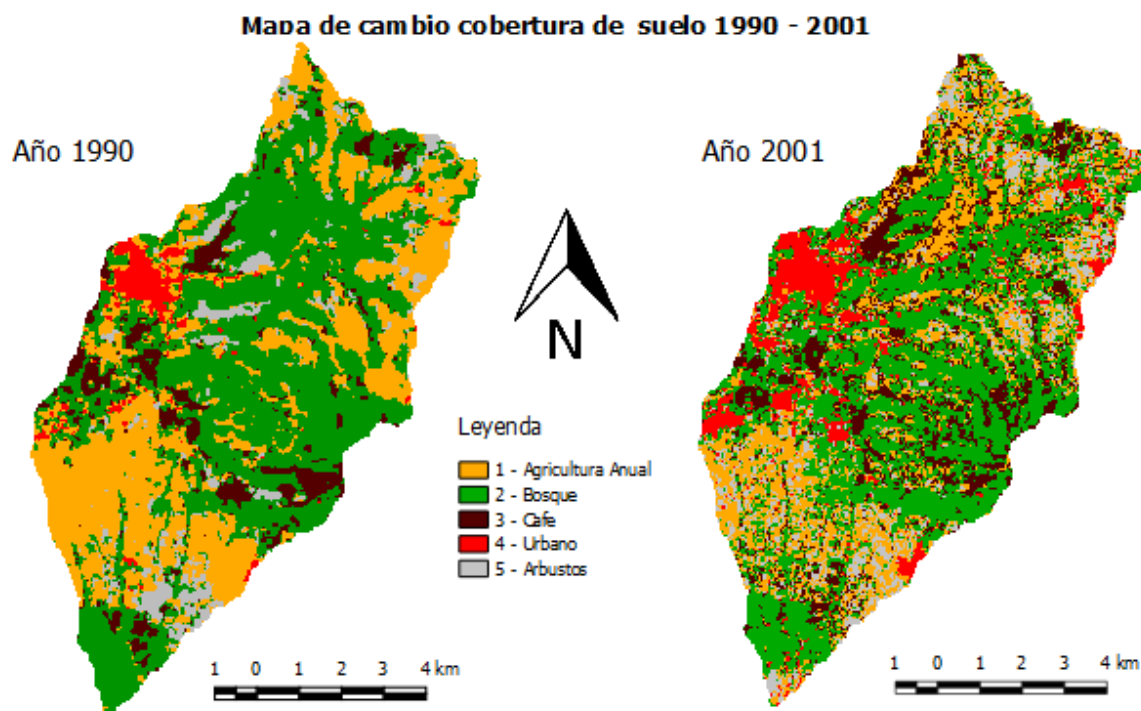 Mapa de cambio cobertura de suelo 1990 - 2001
Año 1990
Año 2001
N
Leyenda
1 - Agricultura Anual
2 - Bosque
3 - Cafe
4 - Urbano
5 - Arbustos
1 0 1 2 3 4 km
1 0 1 2 3 4 km